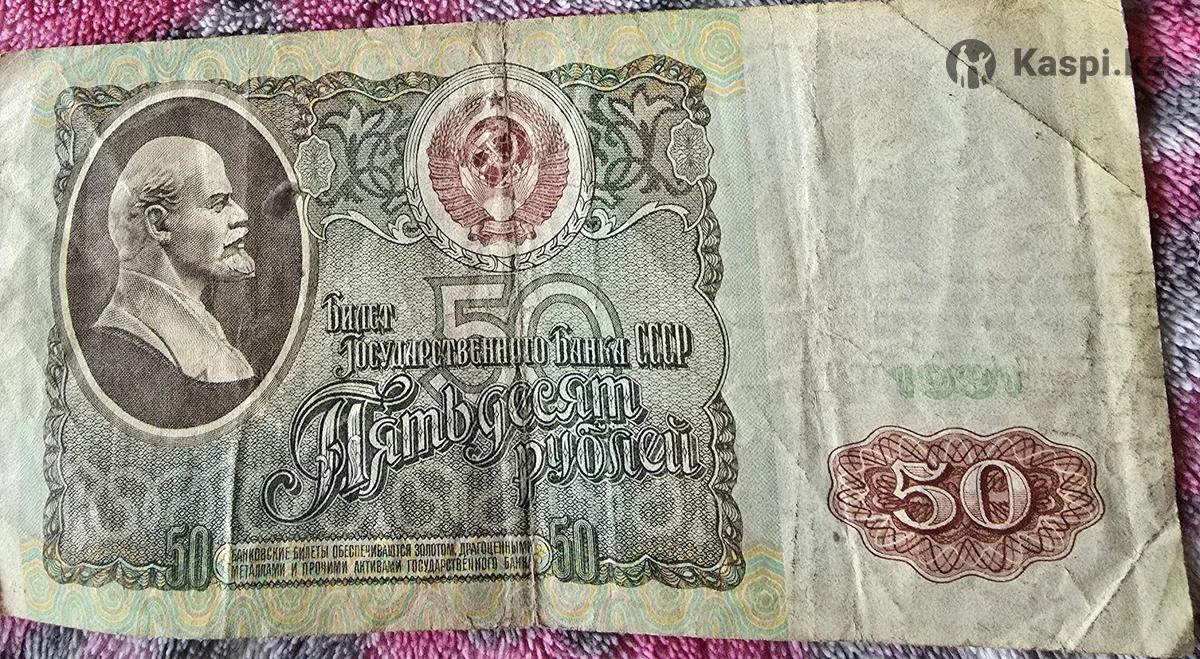 Kaspi.kz
50
Билет
Государственного Банка СССР
Пятьдесят
рублей
1991
50
50
БАНКОВСКИЕ БИЛЕТЫ ОБЕСПЕЧИВАЮТСЯ ЗОЛОТОМ, ДРАГОЦЕННЫМИ
МЕТАЛЛАМИ И ПРОЧИМИ АКТИВАМИ ГОСУДАРСТВЕННОГО БАНКА
50